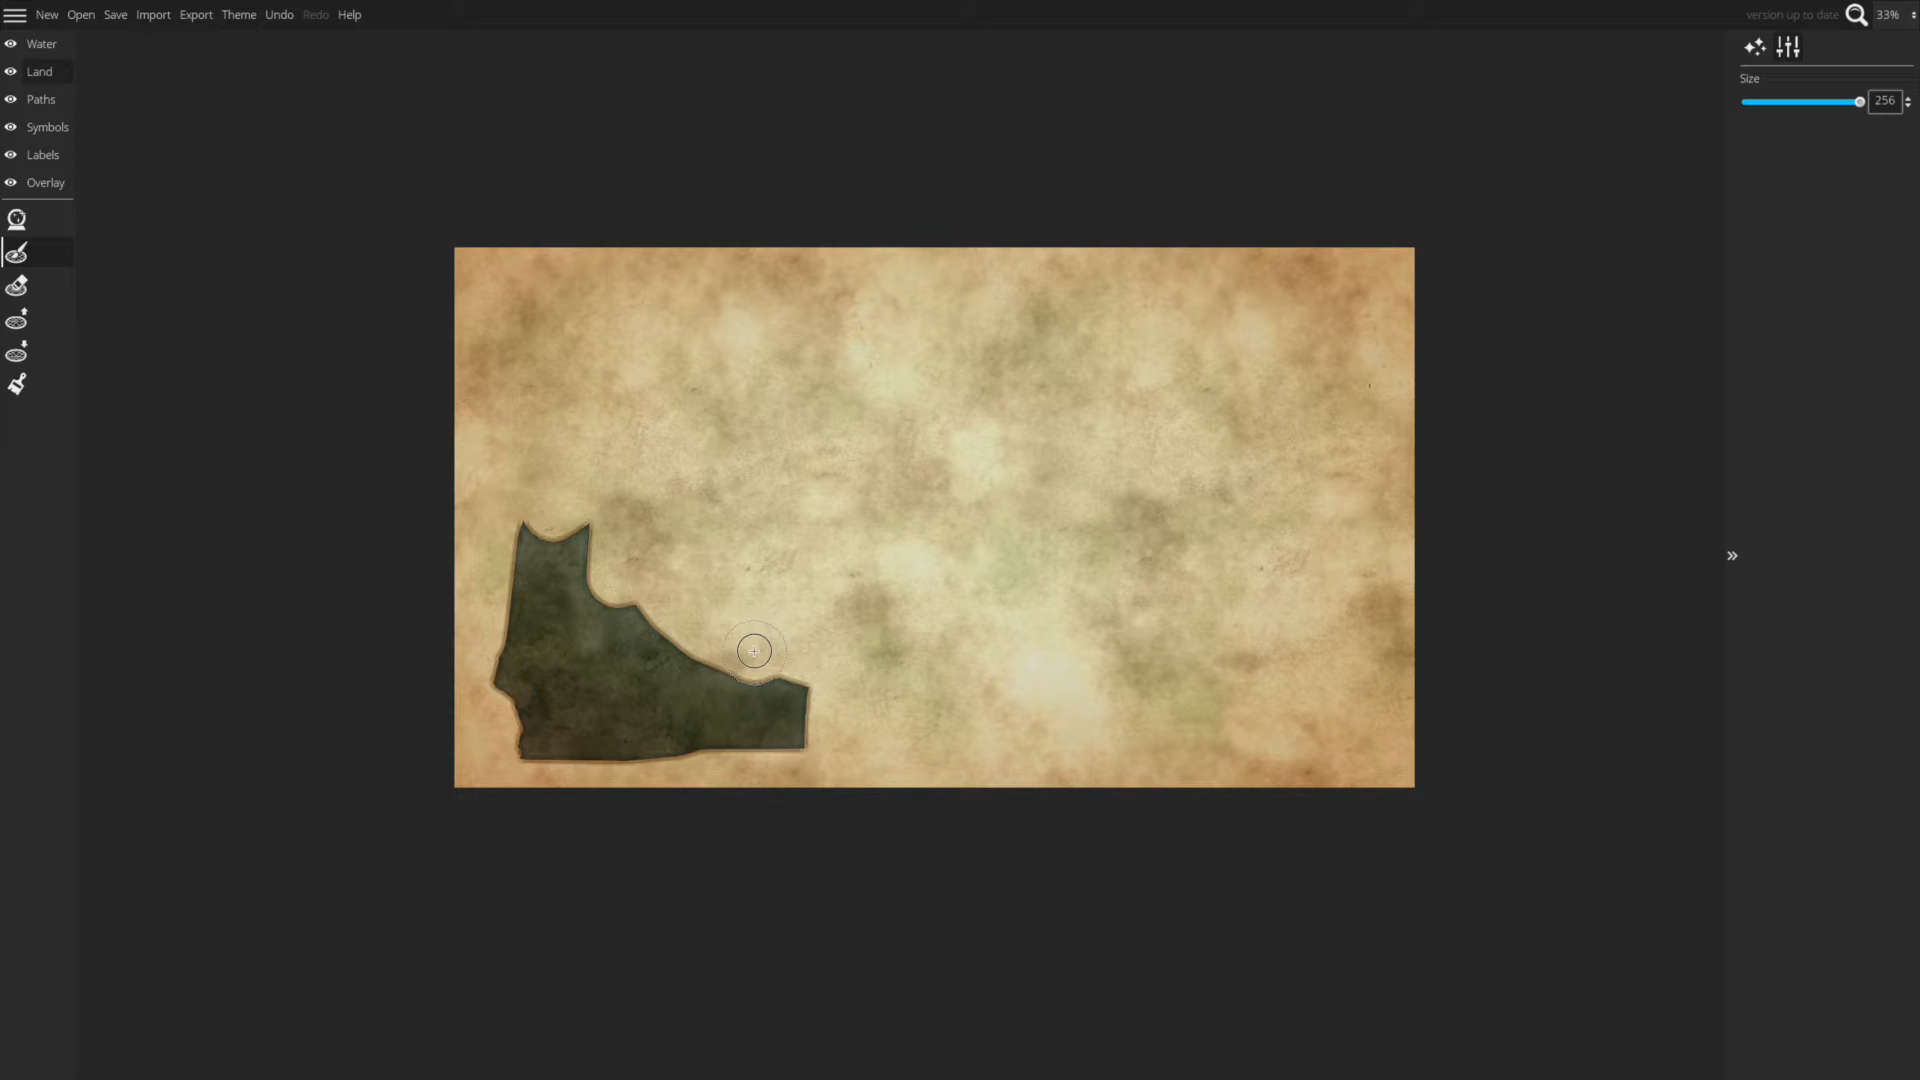 New Open Save Import Export Theme Undo Redo Help
version up to date 33%
Water
Land
Paths
Symbols
Labels
Overlay
Size
256